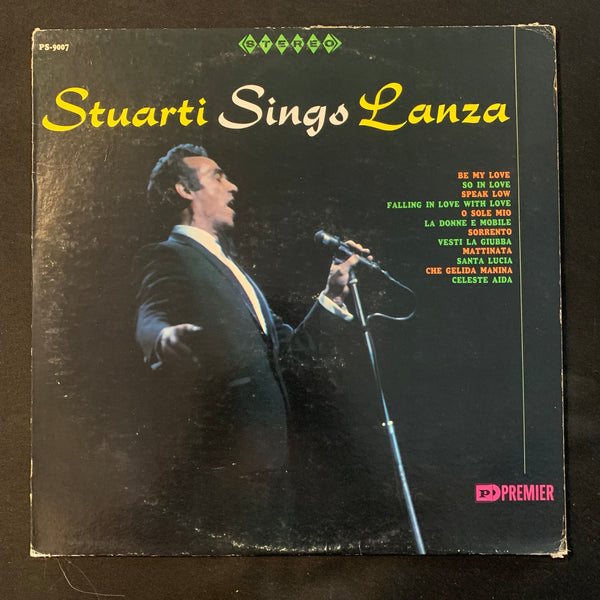 PS-9007
STEREO
Stuarti Sings Lanza
BE MY LOVE
SO IN LOVE
SPEAK LOW
FALLING IN LOVE WITH LOVE
O SOLE MIO
LA DONNE E MOBILE
SORRENTO
VESTI LA GIUBBA
MATTINATA
SANTA LUCIA
CHE GELIDA MANINA
CELESTE AIDA
PD PREMIER